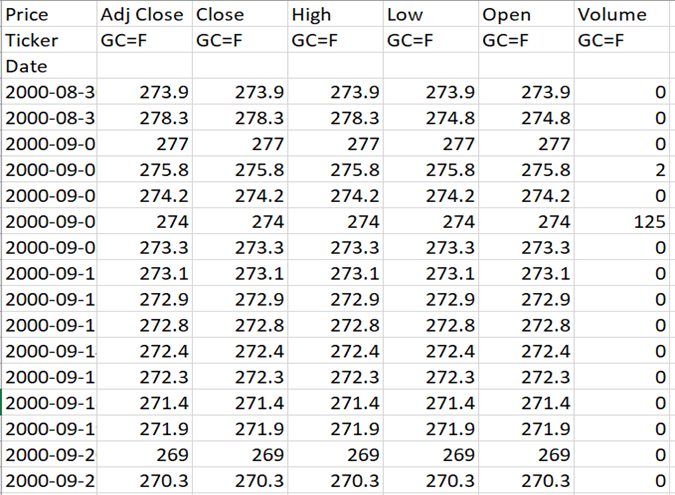 Price Adj Close Close High Low Open Volume
Ticker GC=F GC=F GC=F GC=F GC=F GC=F
Date
2000-08-3 273.9 273.9 273.9 273.9 273.9 0
2000-08-3 278.3 278.3 278.3 274.8 274.8 0
2000-09-0 277 277 277 277 277 0
2000-09-0 275.8 275.8 275.8 275.8 275.8 2
2000-09-0 274.2 274.2 274.2 274.2 274.2 0
2000-09-0 274 274 274 274 274 125
2000-09-0 273.3 273.3 273.3 273.3 273.3 0
2000-09-1 273.1 273.1 273.1 273.1 273.1 0
2000-09-1 272.9 272.9 272.9 272.9 272.9 0
2000-09-1 272.8 272.8 272.8 272.8 272.8 0
2000-09-1 272.4 272.4 272.4 272.4 272.4 0
2000-09-1 272.3 272.3 272.3 272.3 272.3 0
2000-09-1 271.4 271.4 271.4 271.4 271.4 0
2000-09-1 271.9 271.9 271.9 271.9 271.9 0
2000-09-2 269 269 269 269 269 0
2000-09-2 270.3 270.3 270.3 270.3 270.3 0